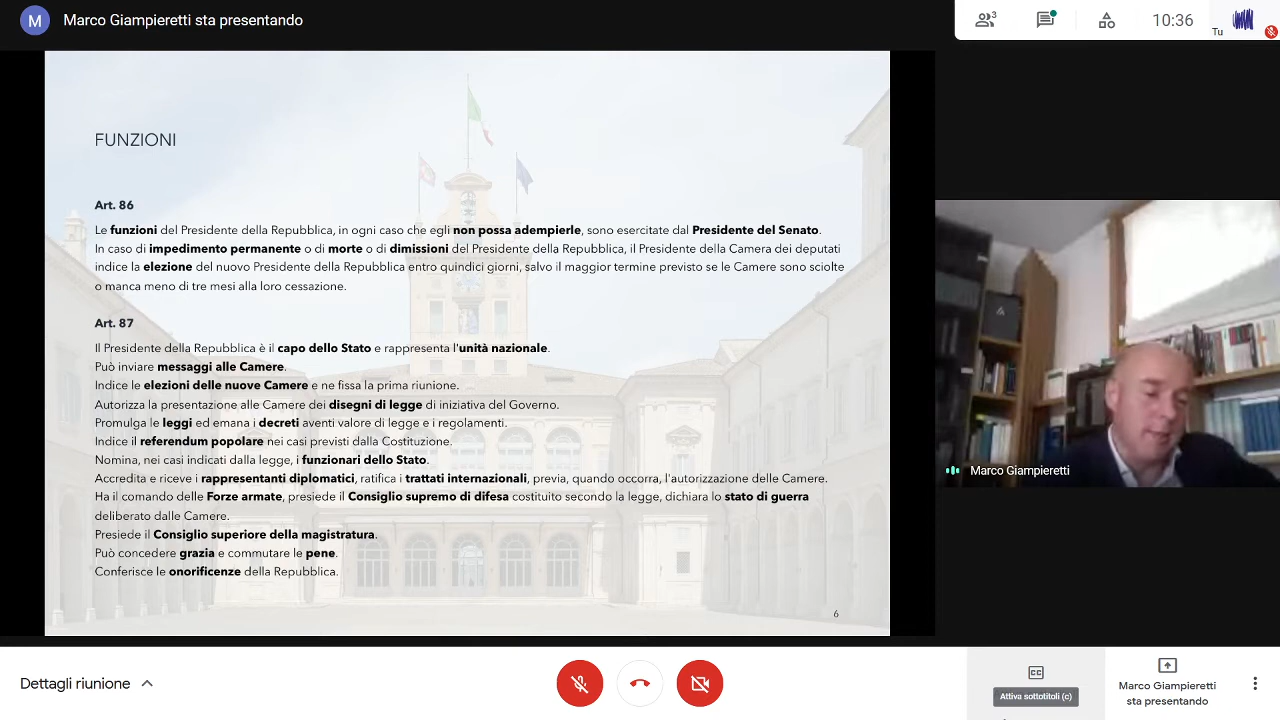 M Marco Giampieretti sta presentando
3
10:36
Tu
FUNZIONI
Art. 86
Le funzioni del Presidente della Repubblica, in ogni caso che egli non possa adempierle, sono esercitate dal Presidente del Senato.
In caso di impedimento permanente o di morte o di dimissioni del Presidente della Repubblica, il Presidente della Camera dei deputati
indice la elezione del nuovo Presidente della Repubblica entro quindici giorni, salvo il maggior termine previsto se le Camere sono sciolte
o manca meno di tre mesi alla loro cessazione.
Art. 87
Il Presidente della Repubblica è il capo dello Stato e rappresenta l'unità nazionale.
Può inviare messaggi alle Camere.
Indice le elezioni delle nuove Camere e ne fissa la prima riunione.
Autorizza la presentazione alle Camere dei disegni di legge di iniziativa del Governo.
Promulga le leggi ed emana i decreti aventi valore di legge e i regolamenti.
Indice il referendum popolare nei casi previsti dalla Costituzione.
Nomina, nei casi indicati dalla legge, i funzionari dello Stato.
Accredita e riceve i rappresentanti diplomatici, ratifica i trattati internazionali, previa, quando occorra, l'autorizzazione delle Camere.
Ha il comando delle Forze armate, presiede il Consiglio supremo di difesa costituito secondo la legge, dichiara lo stato di guerra
deliberato dalle Camere.
Presiede il Consiglio superiore della magistratura.
Può concedere grazia e commutare le pene.
Conferisce le onorificenze della Repubblica.
6
Marco Giampieretti
Dettagli riunione
CC
Attiva sottotitoli (c)
Marco Giampieretti
sta presentando